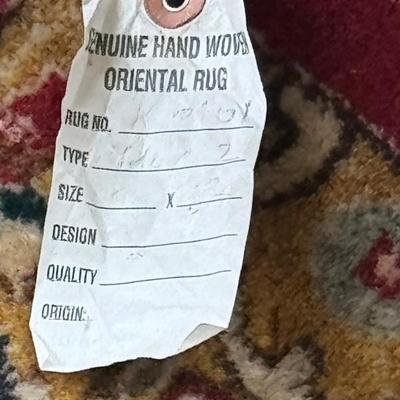 GENUINE HAND WOVEN
ORIENTAL RUG
RUG NO.
TYPE
SIZE X
DESIGN
QUALITY
ORIGIN: